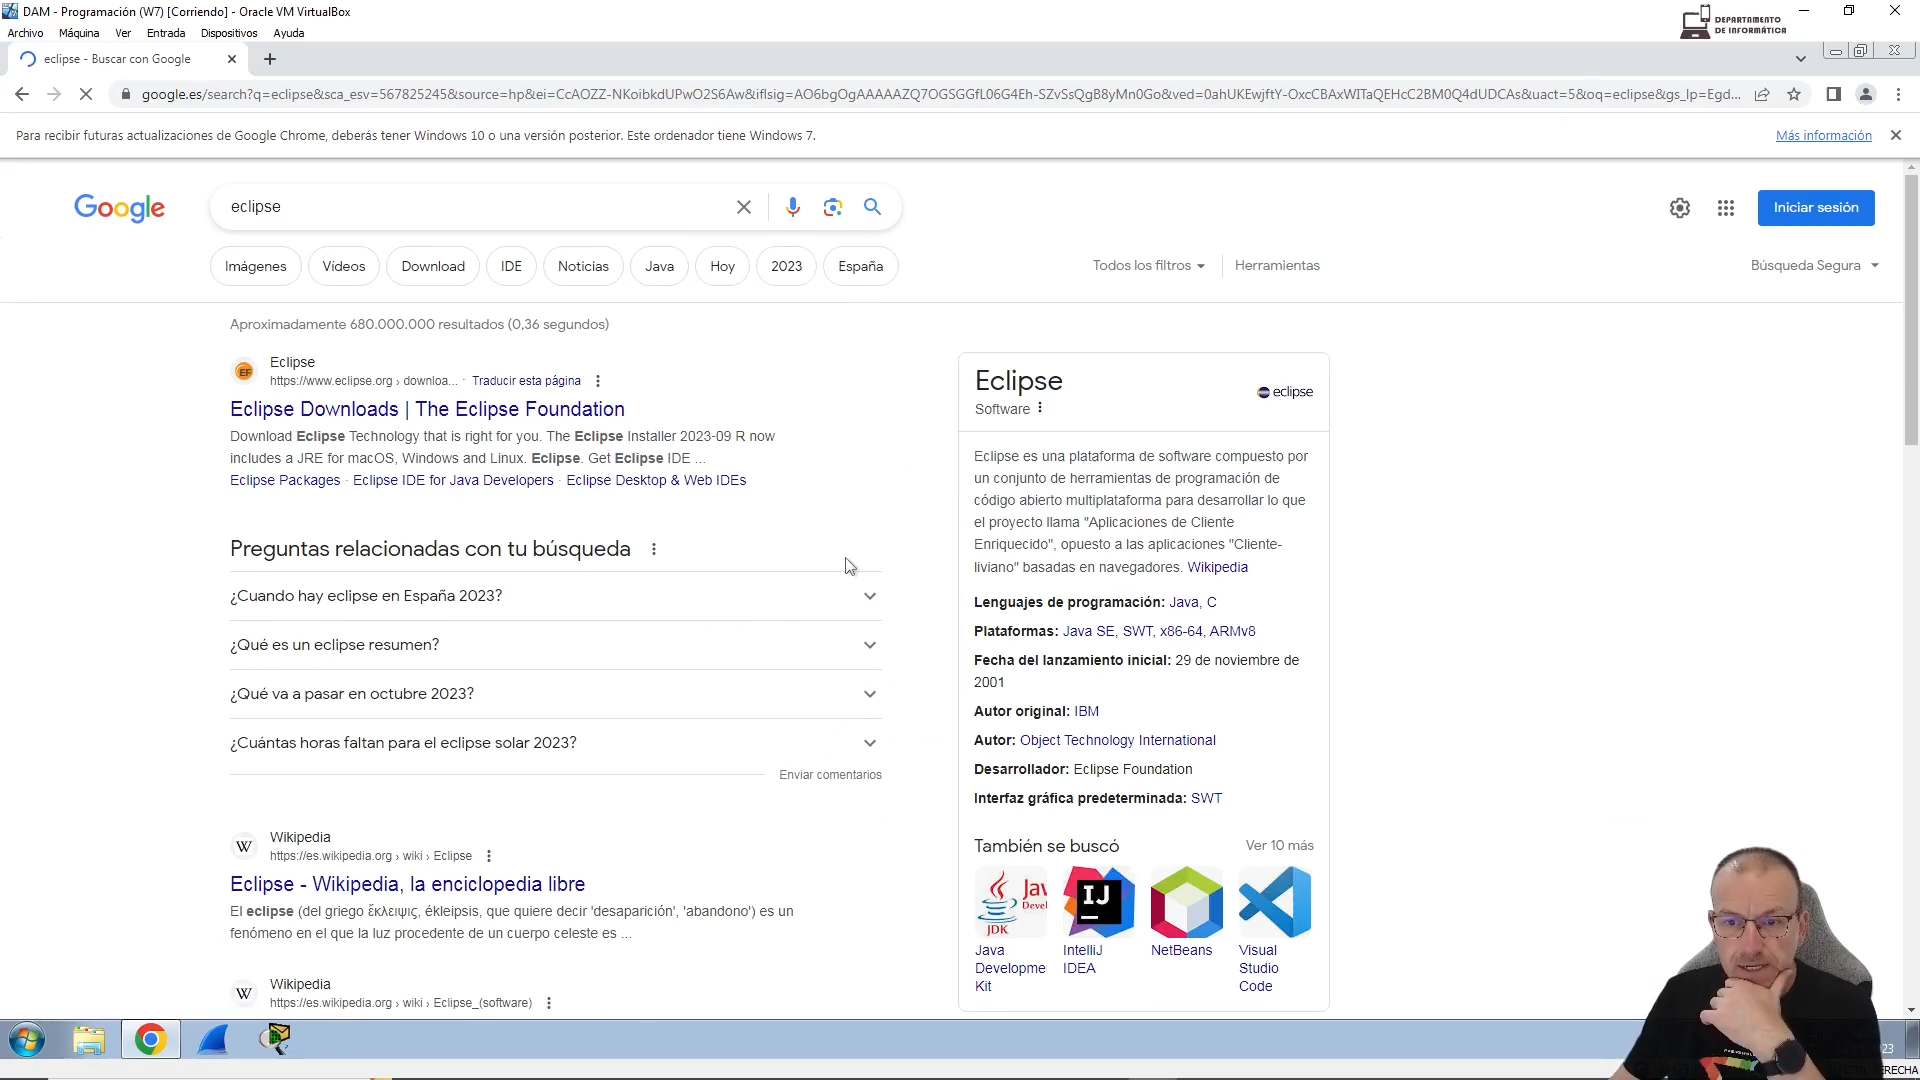 DAM - Programación (W7) [Corriendo] - Oracle VM VirtualBox
DEPARTAMENTO
DE INFORMÁTICA
Archivo Máquina Ver Entrada Dispositivos Ayuda
eclipse - Buscar con Google
google.es/search?q=eclipse&sca_esv=567825245&source=hp&ei=CcAOZZ-NKoibkdUPwO2S6Aw&iflsig=AO6bgOgAAAAAZQ7OGSGGfL06G4Eh-SZvSsQgB8yMn0Go&ved=0ahUKEwjftY-OxcCBAxWITaQEHcC2BM0Q4dUDCAs&uact=5&oq=eclipse&gs_lp=Egd...
Para recibir futuras actualizaciones de Google Chrome, deberás tener Windows 10 o una versión posterior. Este ordenador tiene Windows 7.
Más información
Google
eclipse
Iniciar sesión
Imágenes Vídeos Download IDE Noticias Java Hoy 2023 España
Todos los filtros Herramientas
Búsqueda Segura
Aproximadamente 680.000.000 resultados (0,36 segundos)
EF
Eclipse
https://www.eclipse.org › downloa... · Traducir esta página
Eclipse Downloads | The Eclipse Foundation
Download Eclipse Technology that is right for you. The Eclipse Installer 2023-09 R now
includes a JRE for macOS, Windows and Linux. Eclipse. Get Eclipse IDE ...
Eclipse Packages · Eclipse IDE for Java Developers · Eclipse Desktop & Web IDEs
Preguntas relacionadas con tu búsqueda
¿Cuando hay eclipse en España 2023?
¿Qué es un eclipse resumen?
¿Qué va a pasar en octubre 2023?
¿Cuántas horas faltan para el eclipse solar 2023?
Enviar comentarios
W
Wikipedia
https://es.wikipedia.org › wiki › Eclipse
Eclipse - Wikipedia, la enciclopedia libre
El eclipse (del griego ἔκλειψις, ékleipsis, que quiere decir 'desaparición', 'abandono') es un
fenómeno en el que la luz procedente de un cuerpo celeste es ...
W
Wikipedia
https://es.wikipedia.org › wiki › Eclipse_(software)
Eclipse
Software
eclipse
Eclipse es una plataforma de software compuesto por
un conjunto de herramientas de programación de
código abierto multiplataforma para desarrollar lo que
el proyecto llama "Aplicaciones de Cliente
Enriquecido", opuesto a las aplicaciones "Cliente-
liviano" basadas en navegadores. Wikipedia
Lenguajes de programación: Java, C
Plataformas: Java SE, SWT, x86-64, ARMv8
Fecha del lanzamiento inicial: 29 de noviembre de
2001
Autor original: IBM
Autor: Object Technology International
Desarrollador: Eclipse Foundation
Interfaz gráfica predeterminada: SWT
También se buscó
Ver 10 más
JDK
IJ
Java
Developme
Kit
IntelliJ
IDEA
NetBeans
Visual
Studio
Code
23
ERECHA